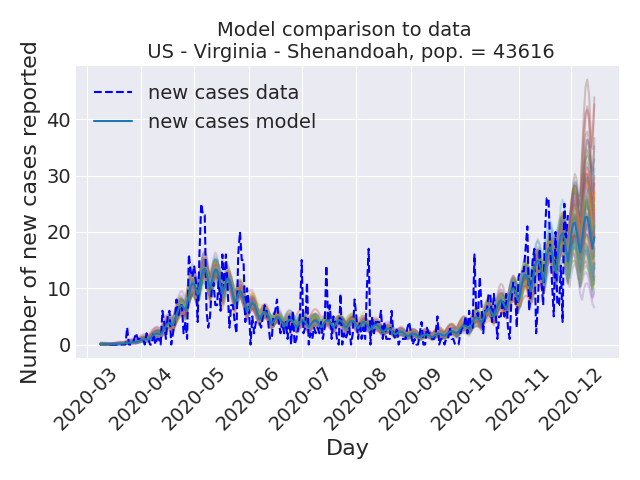 Model comparison to data
US - Virginia - Shenandoah, pop. = 43616
Number of new cases reported
new cases data
new cases model
40
30
20
10
0
2020-03
2020-04
2020-05
2020-06
2020-07
2020-08
2020-09
2020-10
2020-11
2020-12
Day